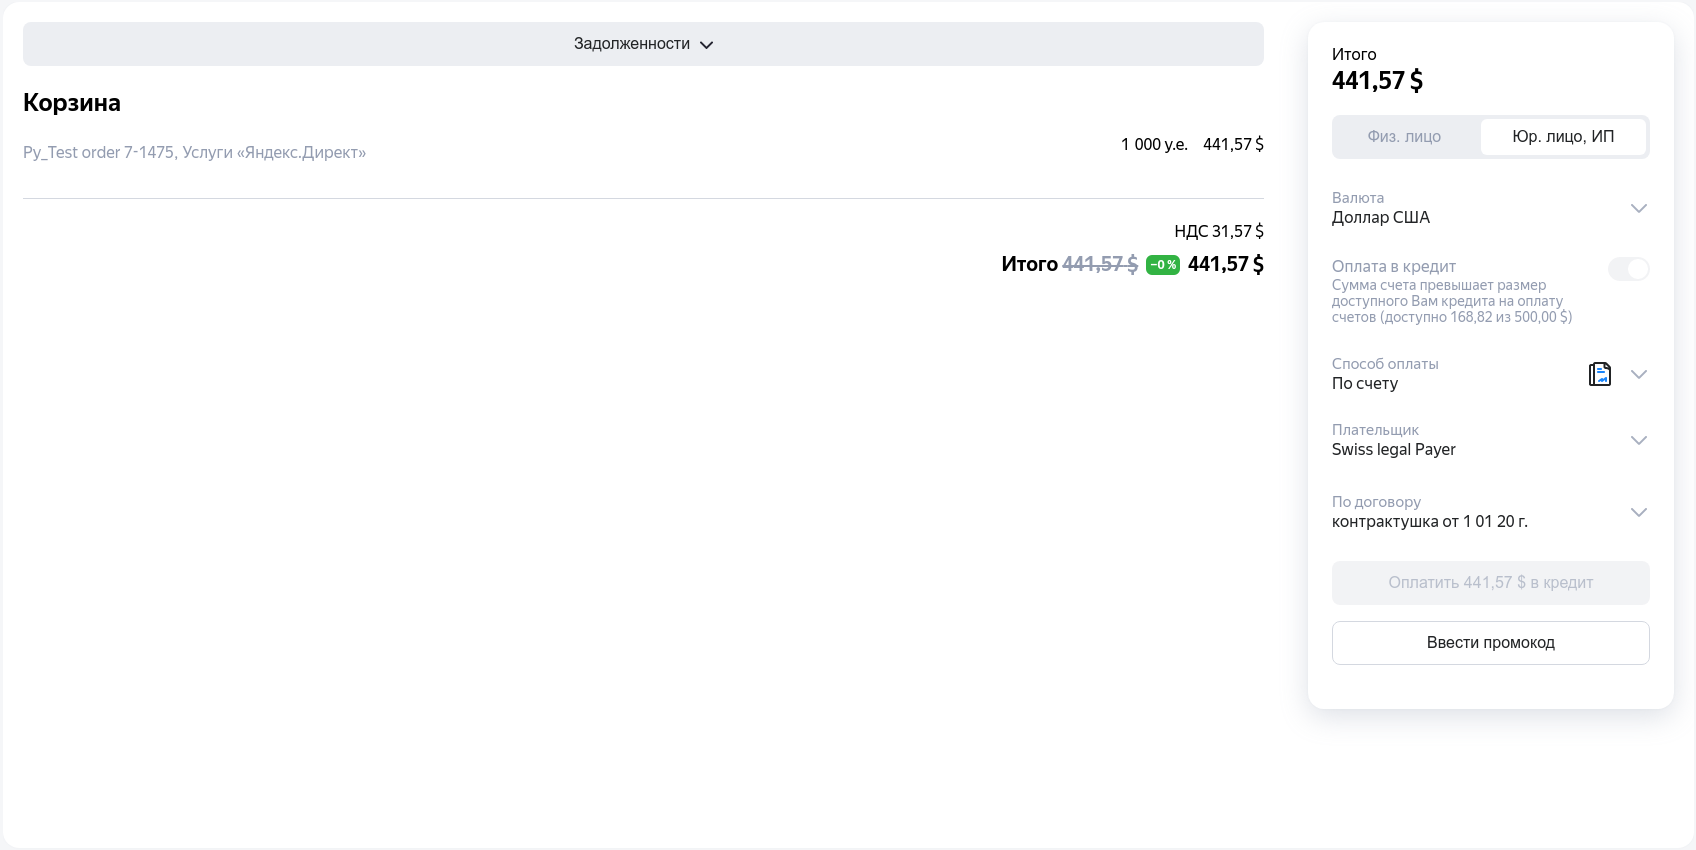 Задолженности
Корзина
Py_Test order 7-1475, Услуги «Яндекс.Директ»
1 000 у.е. 441,57 $
НДС 31,57 $
Итого 441,57 $ −0 % 441,57 $
Итого
441,57 $
Физ. лицо
Юр. лицо, ИП
Валюта
Доллар США
Оплата в кредит
Сумма счета превышает размер
доступного Вам кредита на оплату
счетов (доступно 168,82 из 500,00 $)
Способ оплаты
По счету
Плательщик
Swiss legal Payer
По договору
контрактушка от 1 01 20 г.
Оплатить 441,57 $ в кредит
Ввести промокод